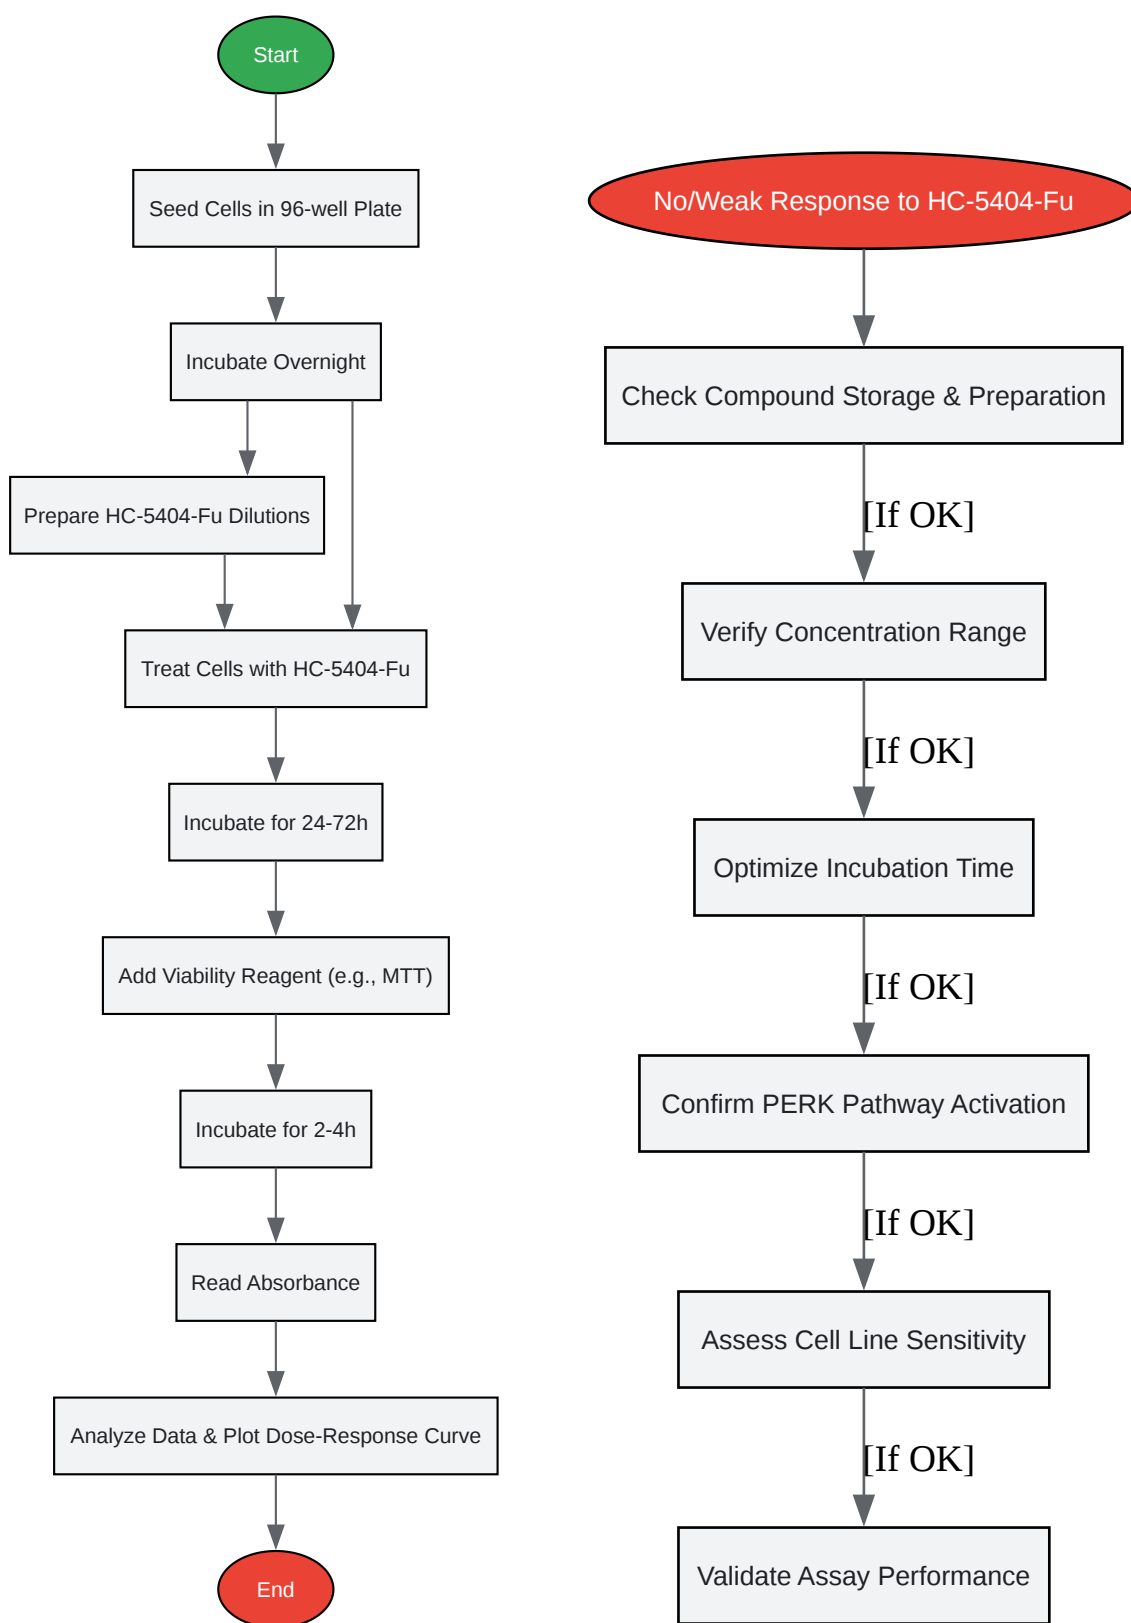 Start
Seed Cells in 96-well Plate
Incubate Overnight
Prepare HC-5404-Fu Dilutions
Treat Cells with HC-5404-Fu
Incubate for 24-72h
Add Viability Reagent (e.g., MTT)
Incubate for 2-4h
Read Absorbance
Analyze Data & Plot Dose-Response Curve
End
No/Weak Response to HC-5404-Fu
Check Compound Storage & Preparation
[If OK]
Verify Concentration Range
[If OK]
Optimize Incubation Time
[If OK]
Confirm PERK Pathway Activation
[If OK]
Assess Cell Line Sensitivity
[If OK]
Validate Assay Performance